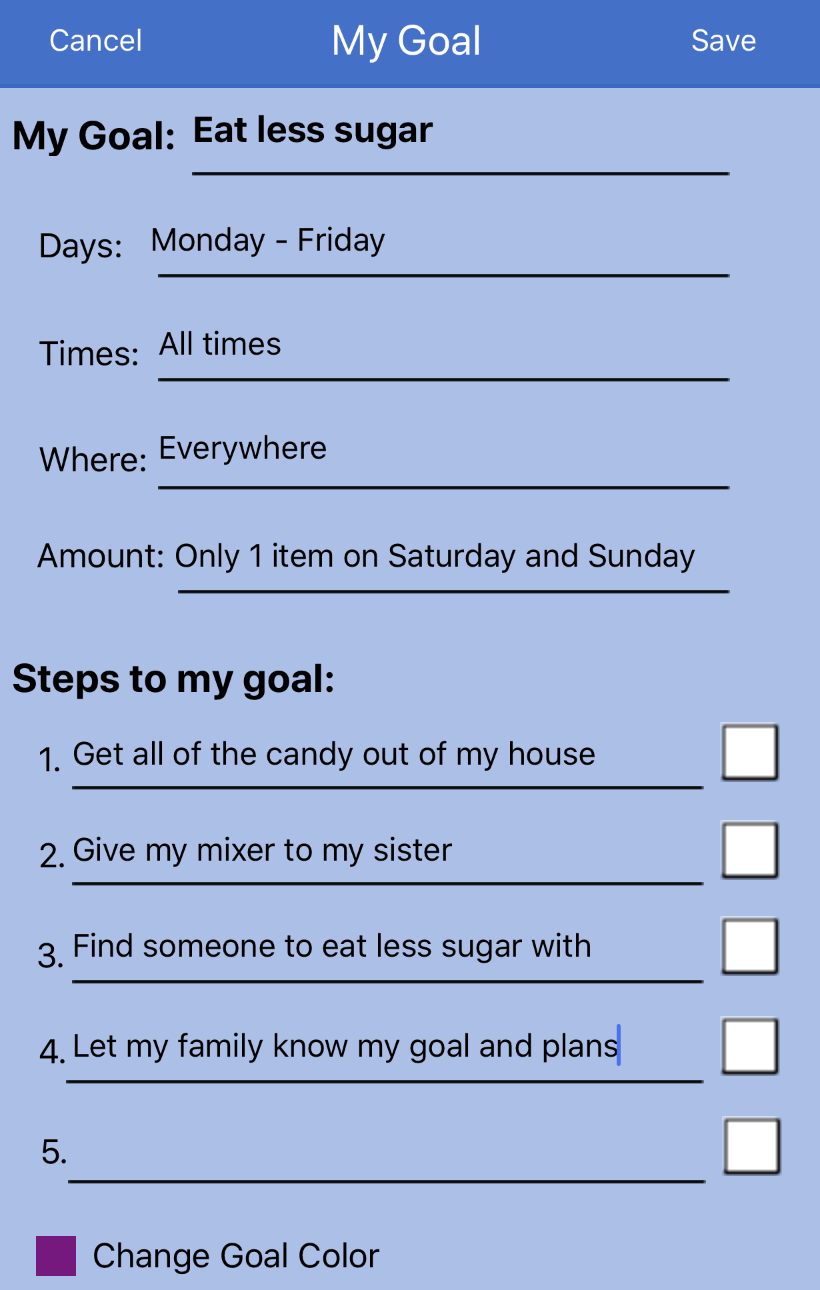 Cancel My Goal Save
My Goal: Eat less sugar
Days: Monday - Friday
Times: All times
Where: Everywhere
Amount: Only 1 item on Saturday and Sunday
Steps to my goal:
1. Get all of the candy out of my house
2. Give my mixer to my sister
3. Find someone to eat less sugar with
4. Let my family know my goal and plans
5.
Change Goal Color